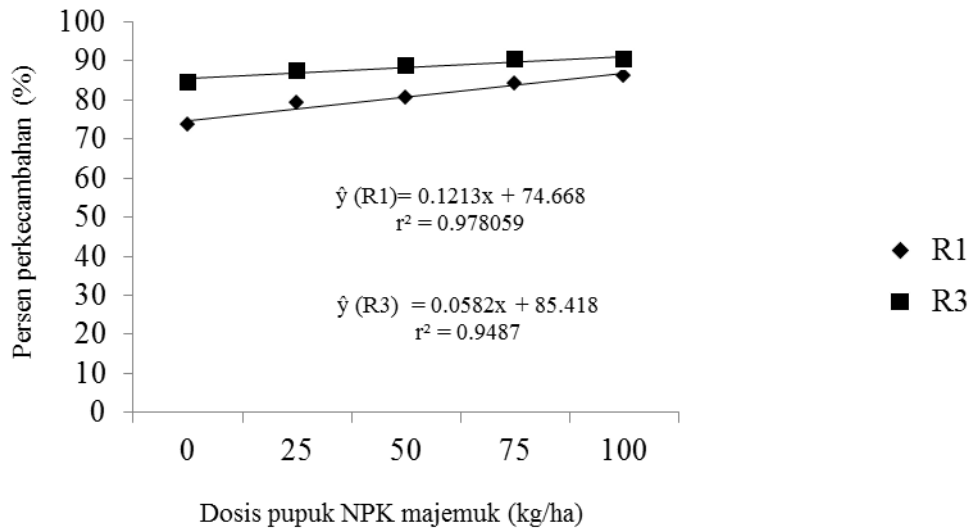 100
90
80
70
60
50
40
30
20
10
0
Persen perkecambahan (%)
ŷ (R1)= 0.1213x + 74.668
r² = 0.978059
ŷ (R3) = 0.0582x + 85.418
r² = 0.9487
R1
R3
0 25 50 75 100
Dosis pupuk NPK majemuk (kg/ha)